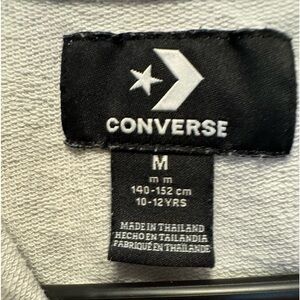 CONVERSE
M
m m
140-152 cm
10-12YRS
MADE IN THAILAND
HECHO EN TAILANDIA
FABRIQUÉ EN THAÏLANDE